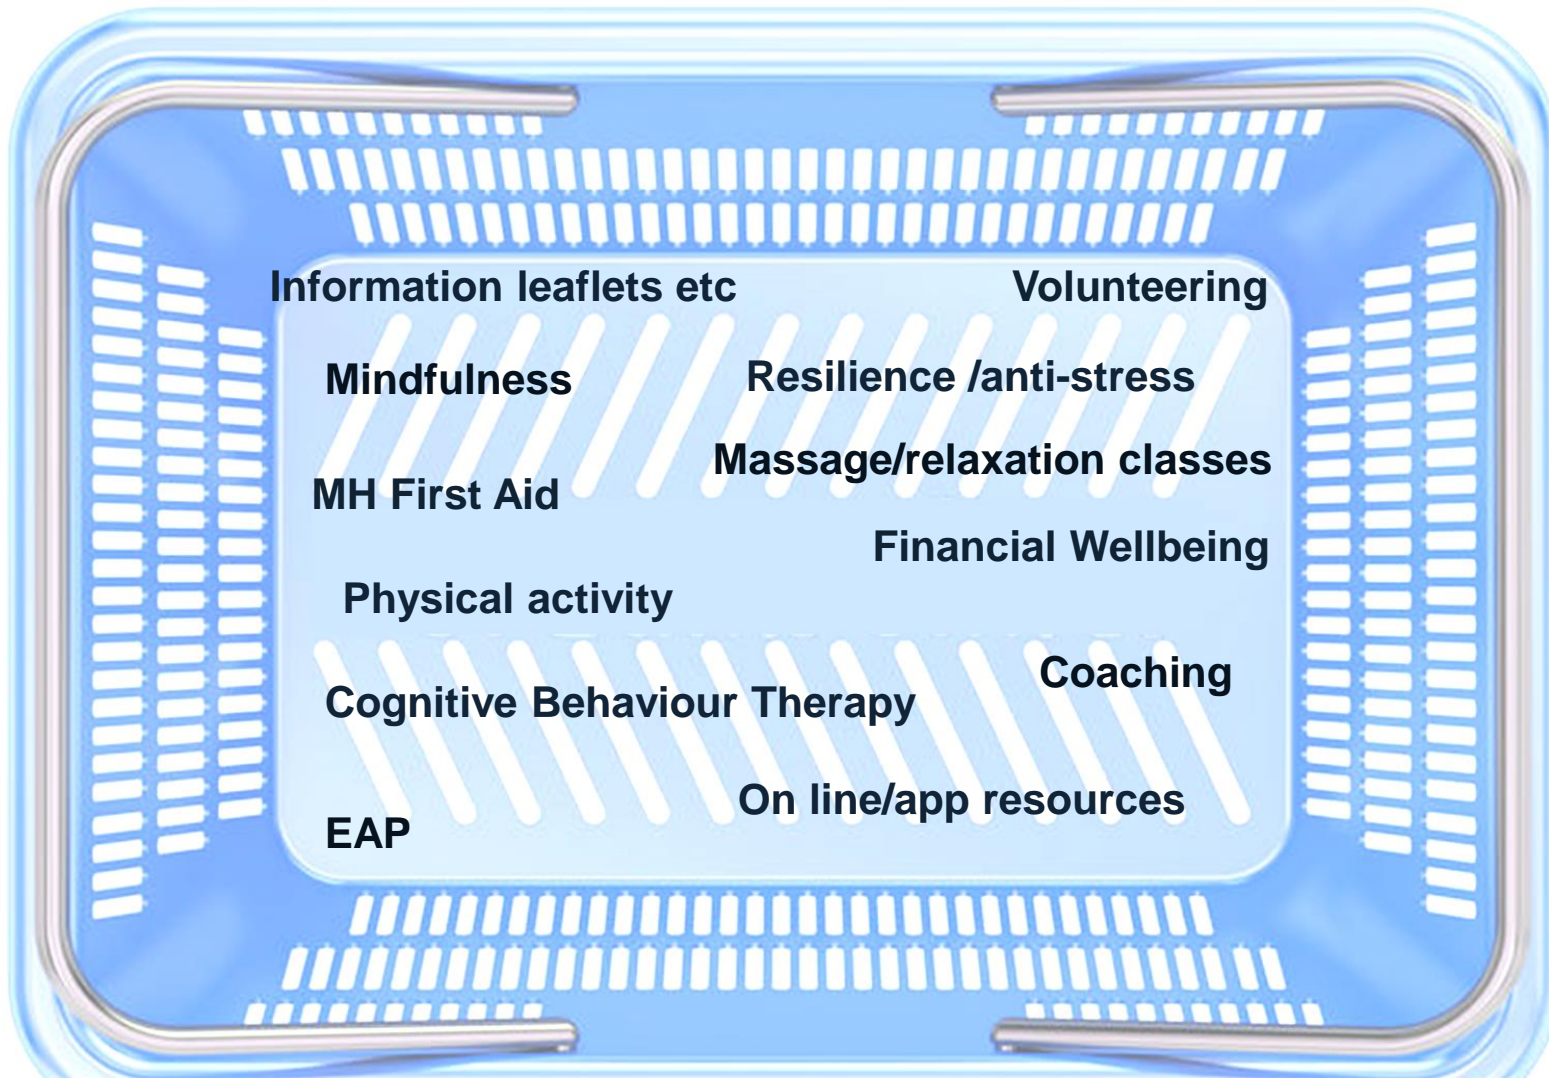 Information leaflets etc
Volunteering
Mindfulness
Resilience /anti-stress
Massage/relaxation classes
MH First Aid
Financial Wellbeing
Physical activity
Coaching
Cognitive Behaviour Therapy
On line/app resources
EAP